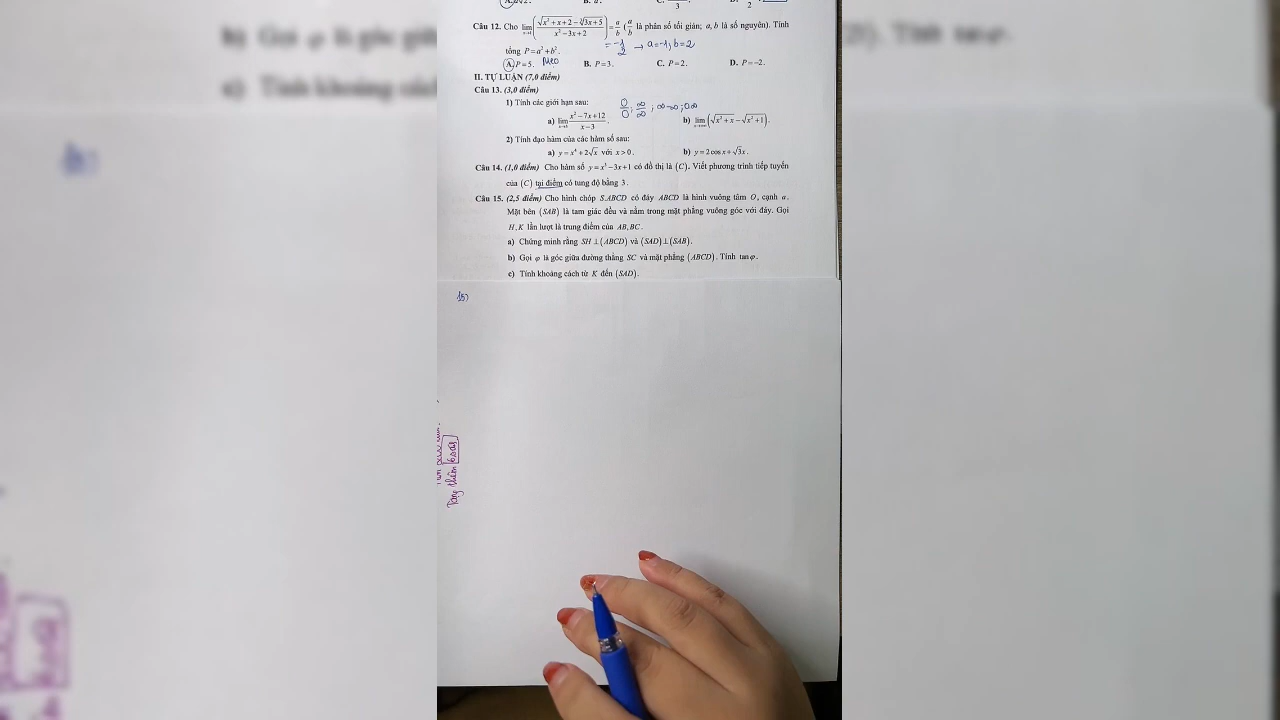 Câu 12. Cho lim x→1 (√(x²+x+2 − ∛(3x+5)) / (x²−3x+2)) = a/b (a/b là phân số tối giản; a, b là số nguyên). Tính
= -1/2 → a=-1; b=2
tổng P = a² + b².
A. P = 5. B. P = 3. C. P = 2. D. P = −2.
II. TỰ LUẬN (7,0 điểm)
Câu 13. (3,0 điểm)
1) Tính các giới hạn sau: 0/0; ∞/∞; ∞-∞; 0∞
a) lim (x²−7x+12)/(x−3). b) lim (√(x²+x) − √(x²+1)).
2) Tính đạo hàm của các hàm số sau:
a) y = x⁴ + 2√x với x > 0. b) y = 2cos x + √3x.
Câu 14. (1,0 điểm) Cho hàm số y = x³ − 3x + 1 có đồ thị là (C). Viết phương trình tiếp tuyến
của (C) tại điểm có tung độ bằng 3.
Câu 15. (2,5 điểm) Cho hình chóp S.ABCD có đáy ABCD là hình vuông tâm O, cạnh a.
Mặt bên (SAB) là tam giác đều và nằm trong mặt phẳng vuông góc với đáy. Gọi
H, K lần lượt là trung điểm của AB, BC.
a) Chứng minh rằng SH ⊥ (ABCD) và (SAD) ⊥ (SAB).
b) Gọi φ là góc giữa đường thẳng SC và mặt phẳng (ABCD). Tính tan φ.
c) Tính khoảng cách từ K đến (SAD).
15)